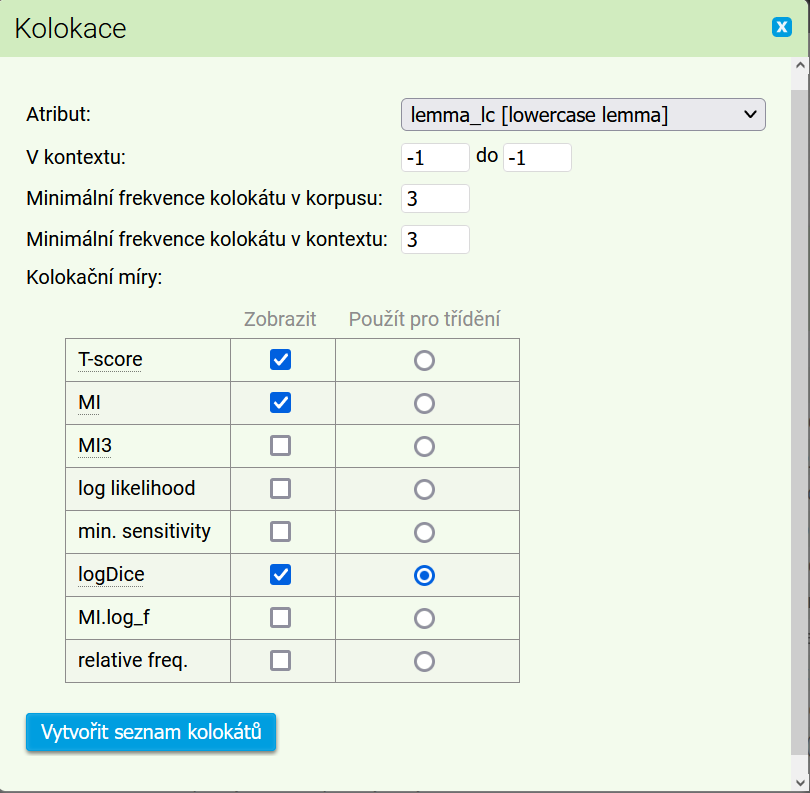 Kolokace
Atribut: lemma_lc [lowercase lemma]
V kontextu: -1 do -1
Minimální frekvence kolokátu v korpusu: 3
Minimální frekvence kolokátu v kontextu: 3
Kolokační míry:
Zobrazit Použít pro třídění
T-score
MI
MI3
log likelihood
min. sensitivity
logDice
MI.log_f
relative freq.
Vytvořit seznam kolokátů